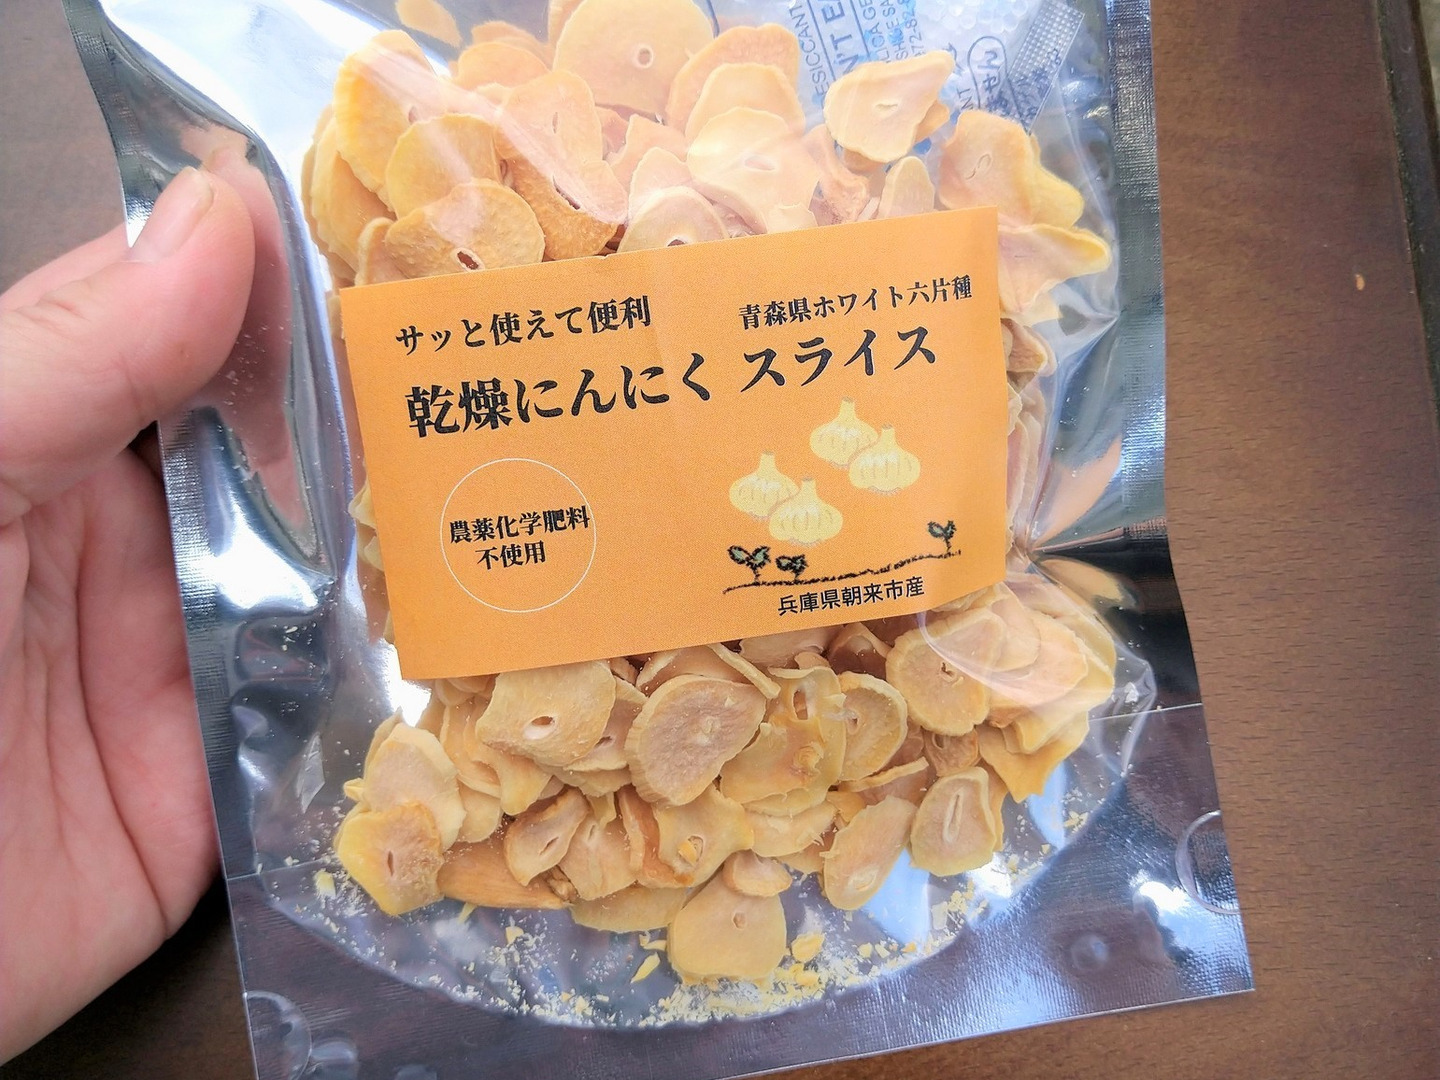 サッと使えて便利
青森県ホワイト六片種
乾燥にんにく スライス
農薬化学肥料
不使用
兵庫県朝来市産